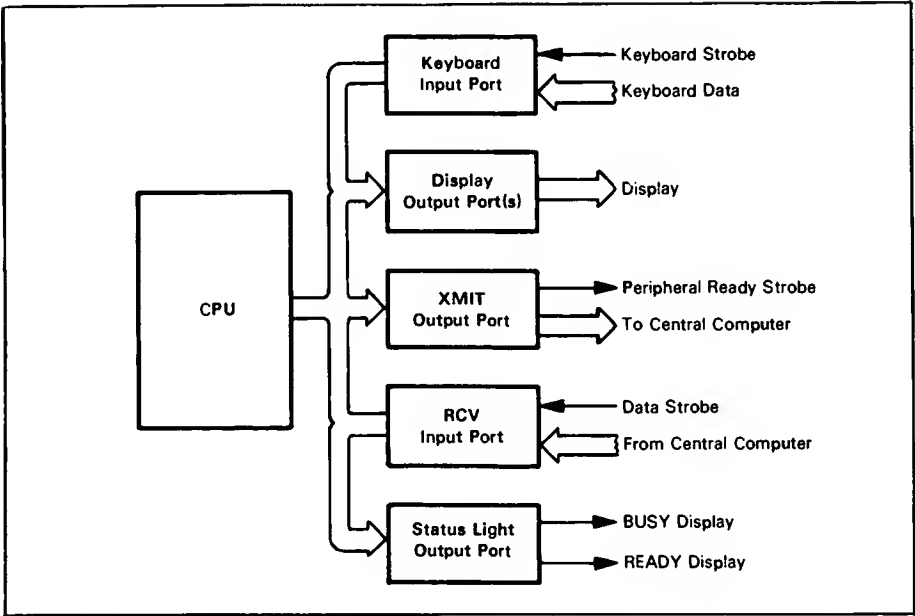 Keyboard
Input Port
Keyboard Strobe
Keyboard Data
Display
Output Port(s)
Display
CPU
XMIT
Output Port
Peripheral Ready Strobe
To Central Computer
RCV
Input Port
Data Strobe
From Central Computer
Status Light
Output Port
BUSY Display
READY Display